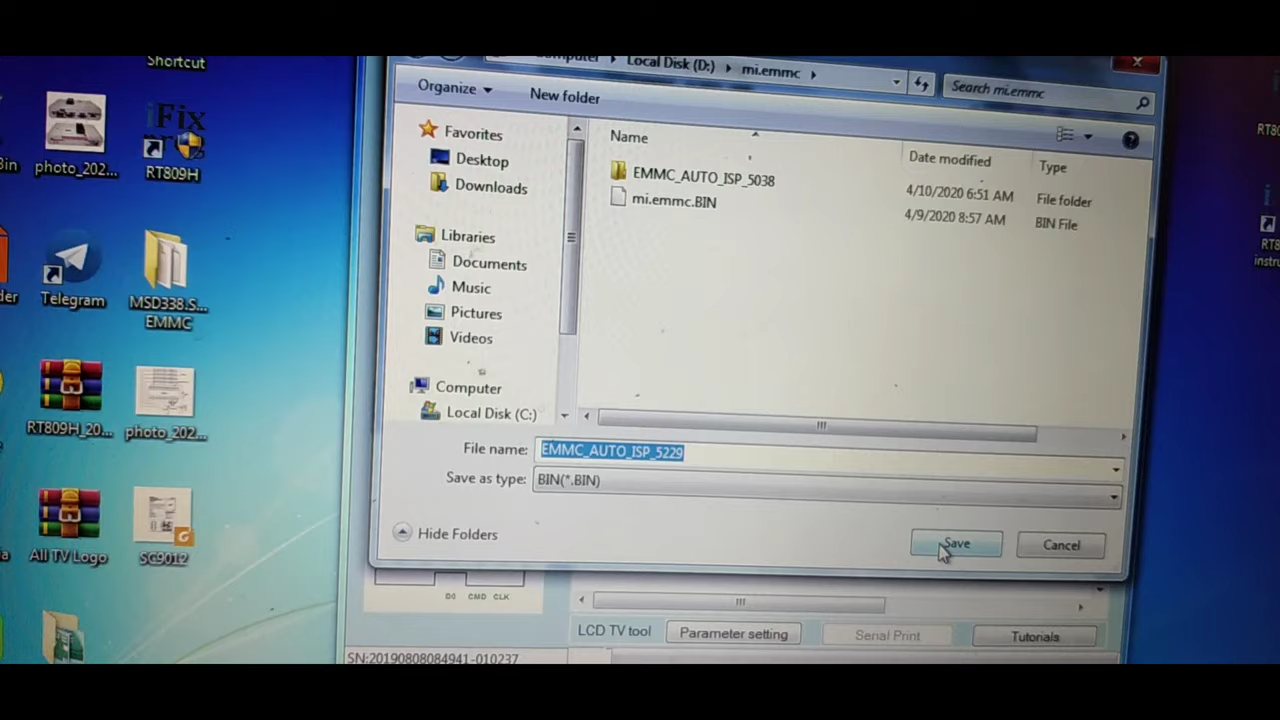 Shortcut
Bin
photo_202...
iFix
RT809H
der
Telegram
MSD338.S...
EMMC
RT809H_20...
photo_202...
All TV Logo
SC9012
Local Disk (D:)
mi.emmc
Search mi.emmc
Organize
New folder
Favorites
Desktop
Downloads
Libraries
Documents
Music
Pictures
Videos
Computer
Local Disk (C:)
Name
Date modified
Type
EMMC_AUTO_ISP_5038
4/10/2020 6:51 AM
File folder
mi.emmc.BIN
4/9/2020 8:57 AM
BIN File
File name:
EMMC_AUTO_ISP_5229
Save as type:
BIN(*.BIN)
Hide Folders
Save
Cancel
D0 CMD CLK
LCD TV tool
Parameter setting
Serial Print
Tutorials
SN:20190808084941-010237